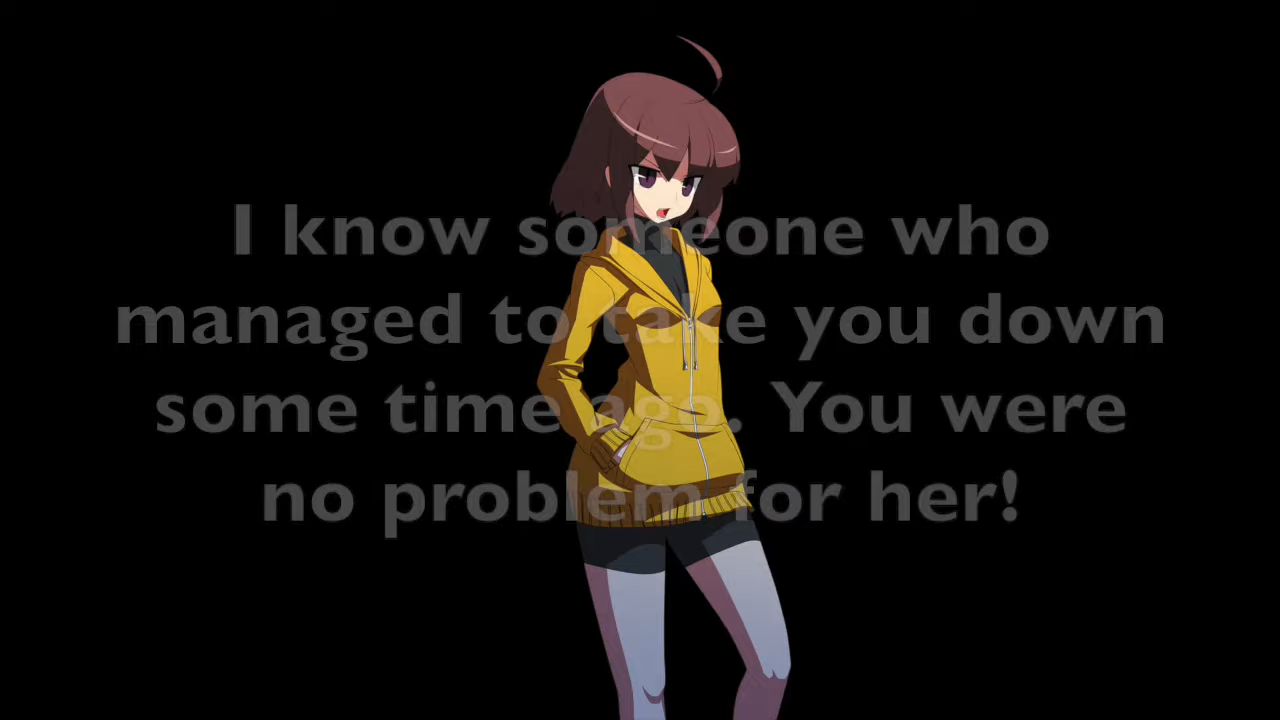 I know someone who
managed to take you down
some time ago. You were
no problem for her!